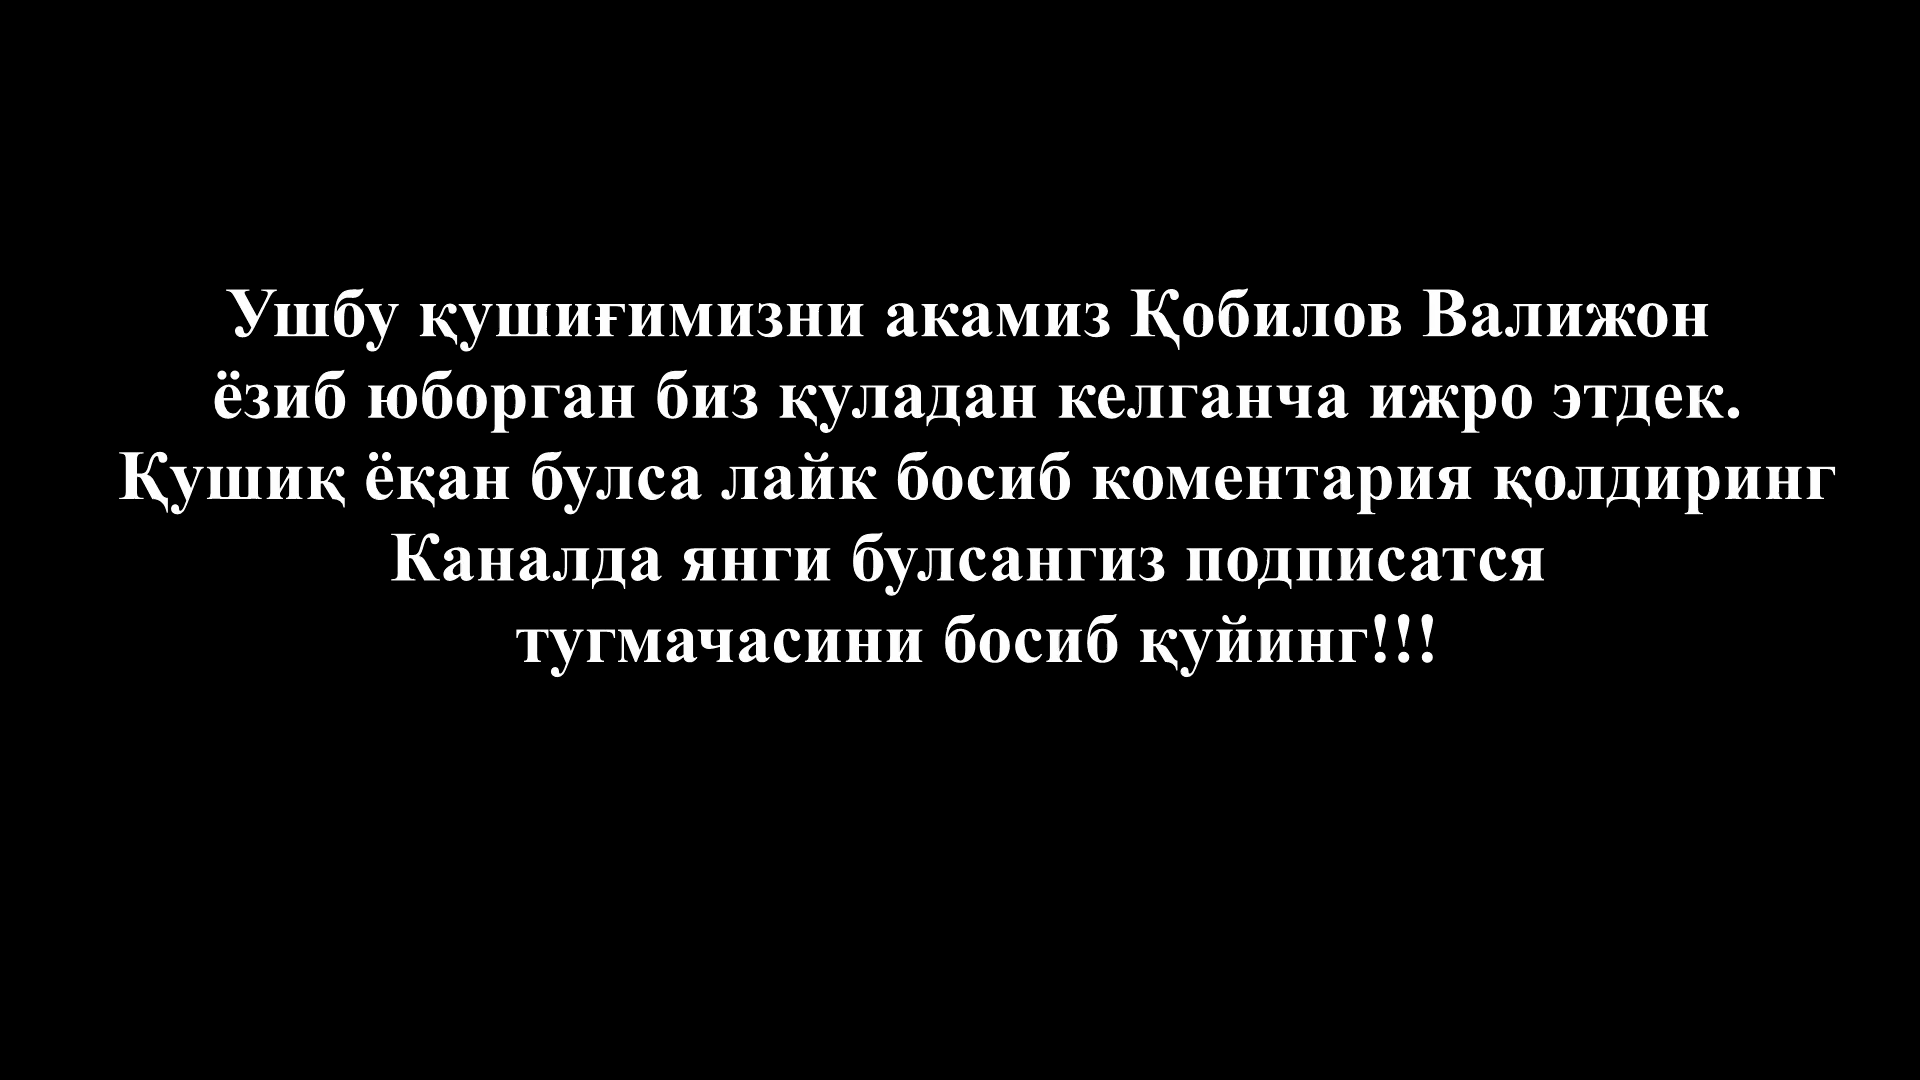 Ушбу қушиғимизни акамиз Қобилов Валижон
ёзиб юборган биз қуладан келганча ижро этдек.
Қушиқ ёқан булса лайк босиб коментария қолдиринг
Каналда янги булсангиз подписатся
тугмачасини босиб қуйинг!!!